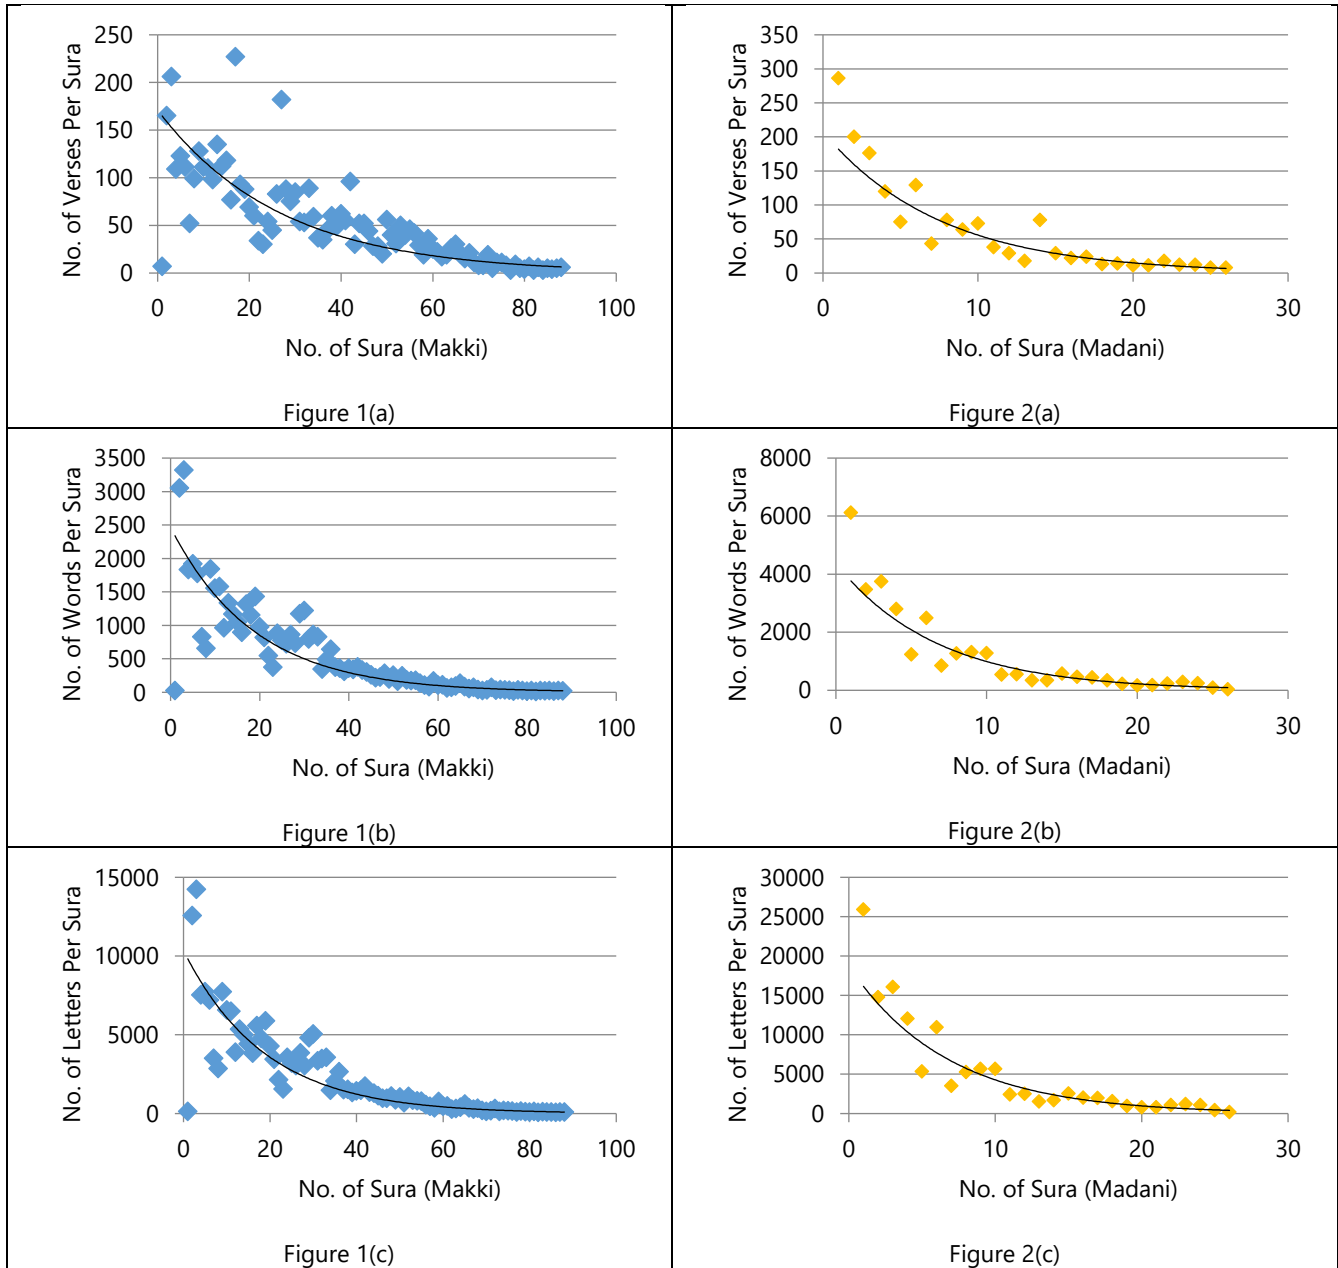 No. of Verses Per Sura
250
200
150
100
50
0
0 20 40 60 80 100
No. of Sura (Makki)
Figure 1(a)
No. of Verses Per Sura
350
300
250
200
150
100
50
0
0 10 20 30
No. of Sura (Madani)
Figure 2(a)
No. of Words Per Sura
3500
3000
2500
2000
1500
1000
500
0
0 20 40 60 80 100
No. of Sura (Makki)
Figure 1(b)
No. of Words Per Sura
8000
6000
4000
2000
0
0 10 20 30
No. of Sura (Madani)
Figure 2(b)
No. of Letters Per Sura
15000
10000
5000
0
0 20 40 60 80 100
No. of Sura (Makki)
Figure 1(c)
No. of Letters Per Sura
30000
25000
20000
15000
10000
5000
0
0 10 20 30
No. of Sura (Madani)
Figure 2(c)